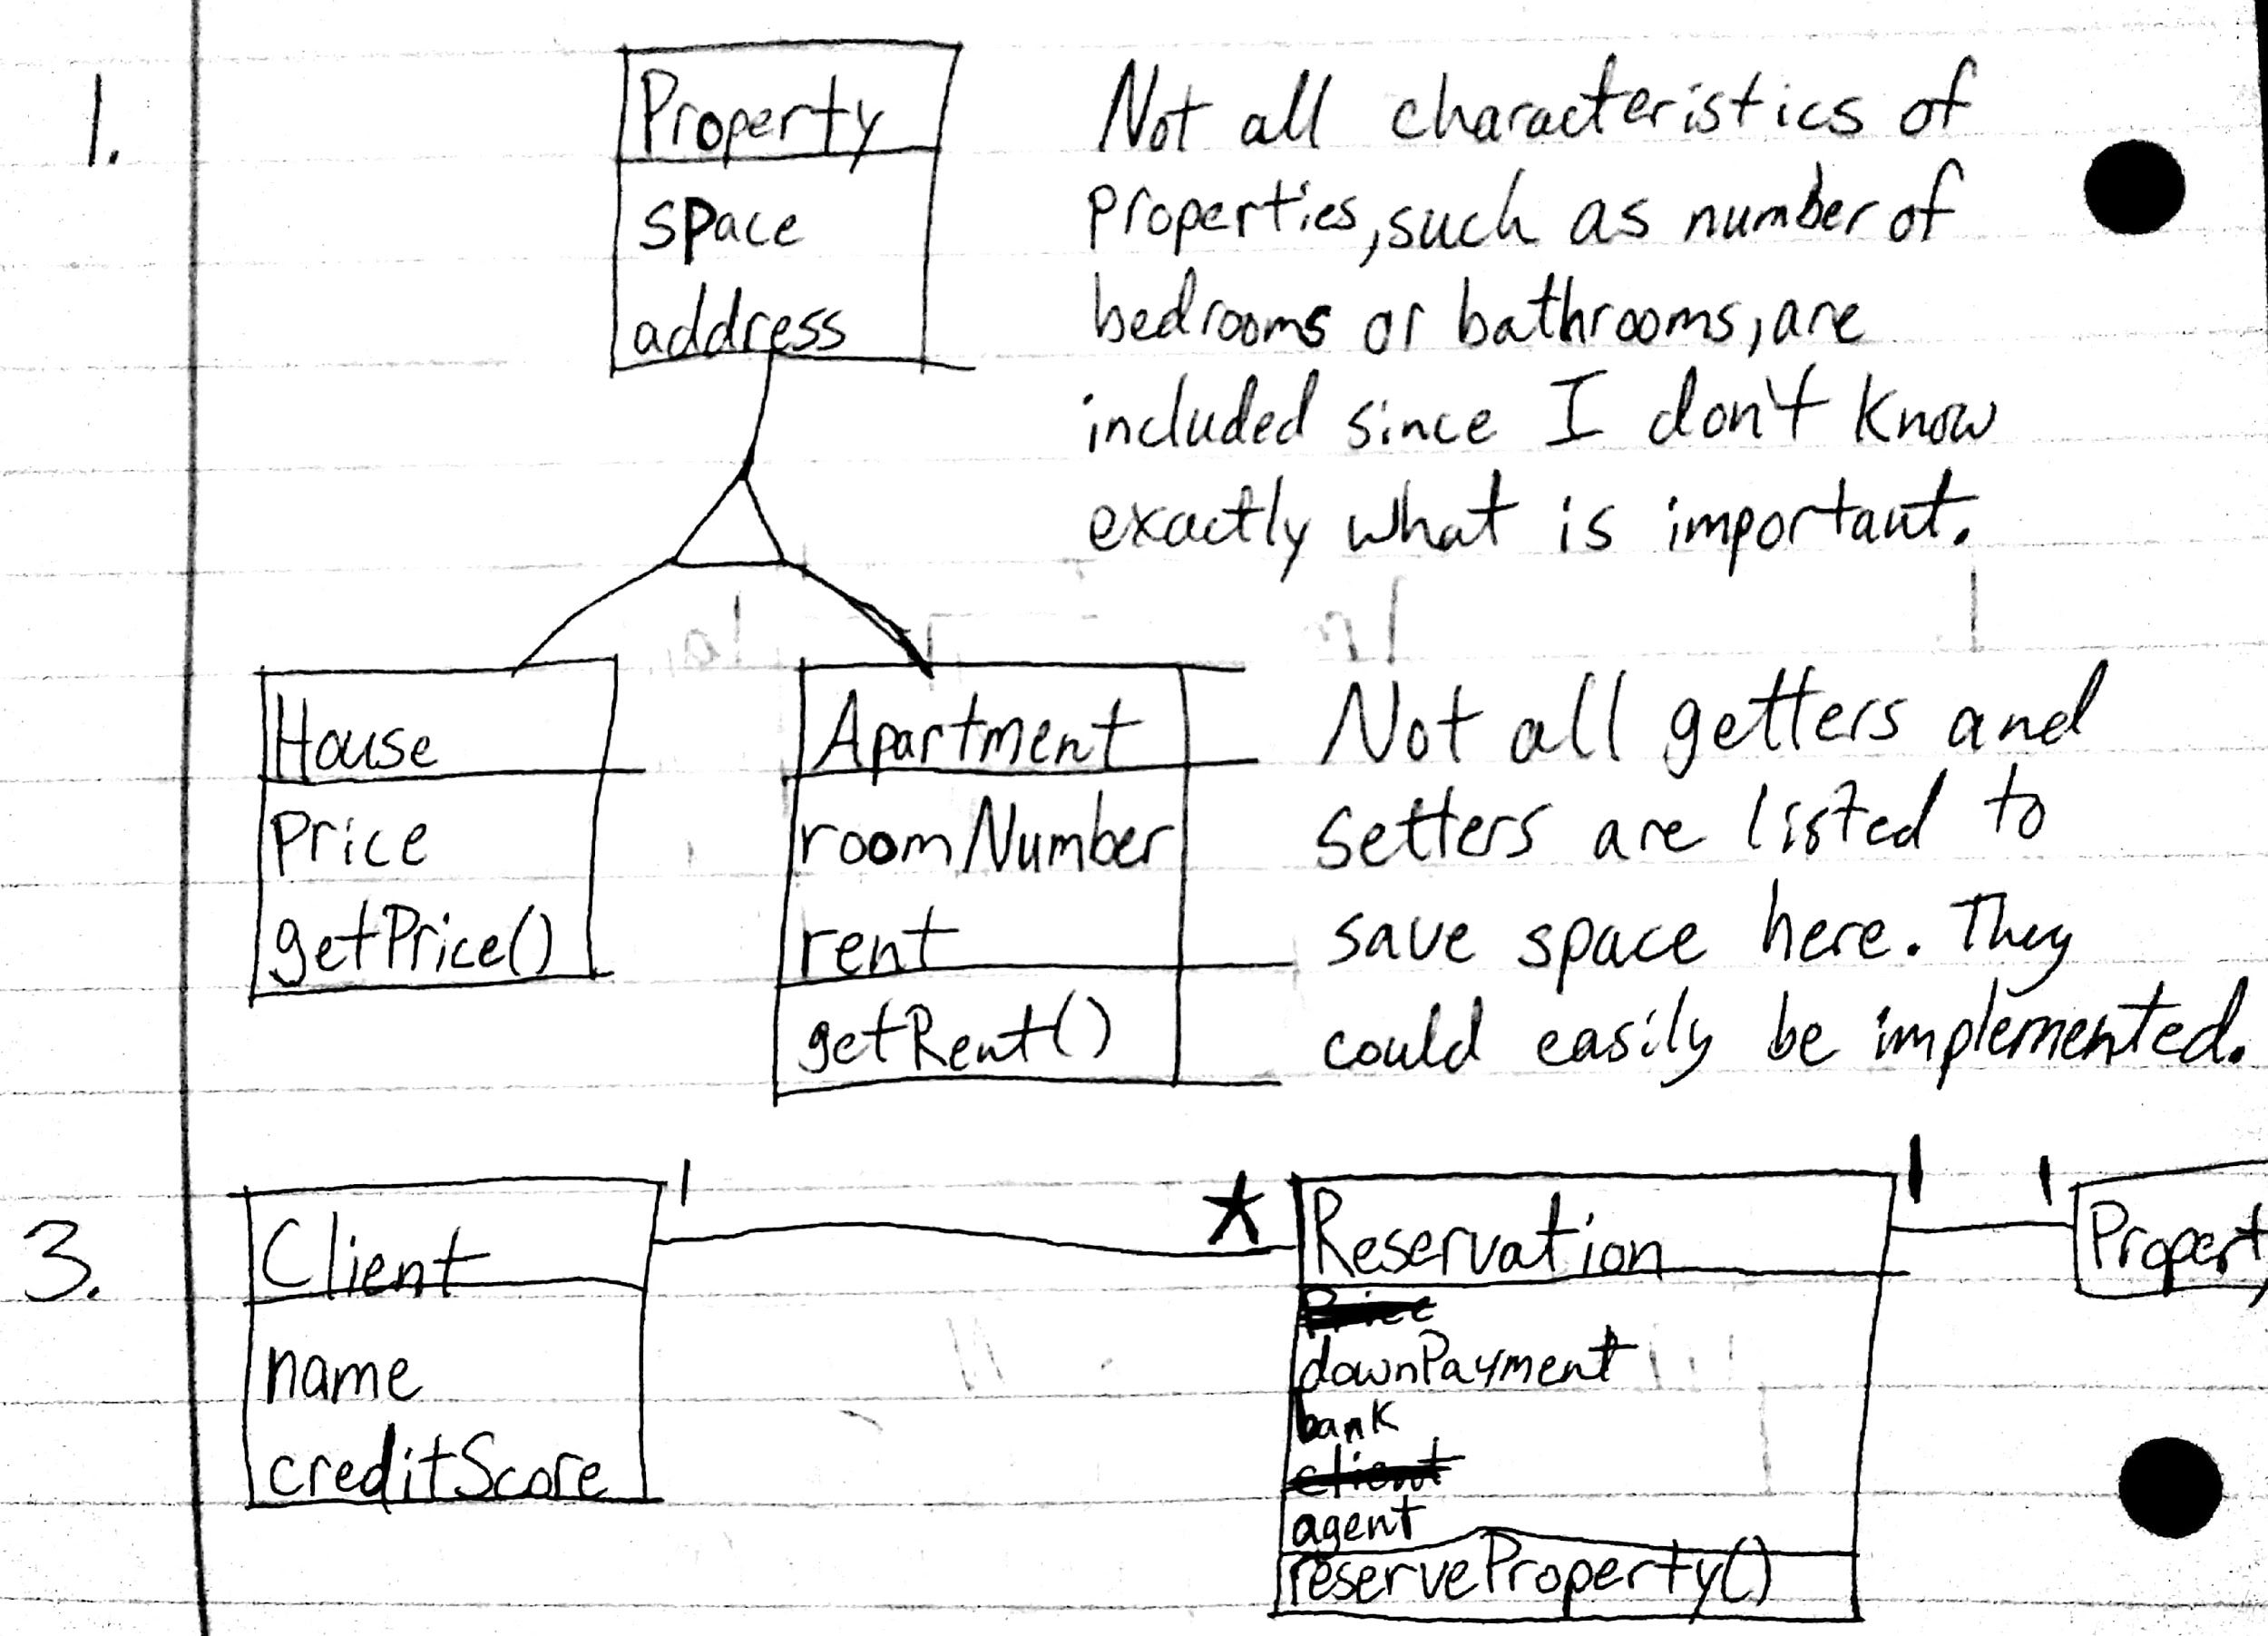 1.
Property
space
address
Not all characteristics of
properties, such as number of
bedrooms or bathrooms, are
included since I don't know
exactly what is important.
House
Price
getPrice()
Apartment
roomNumber
rent
getRent()
Not all getters and
setters are listed to
save space here. They
could easily be implemented.
3.
Client
name
creditScore
1
*
Reservation
Price
downPayment
bank
client
agent
reserveProperty()
1
1
Property